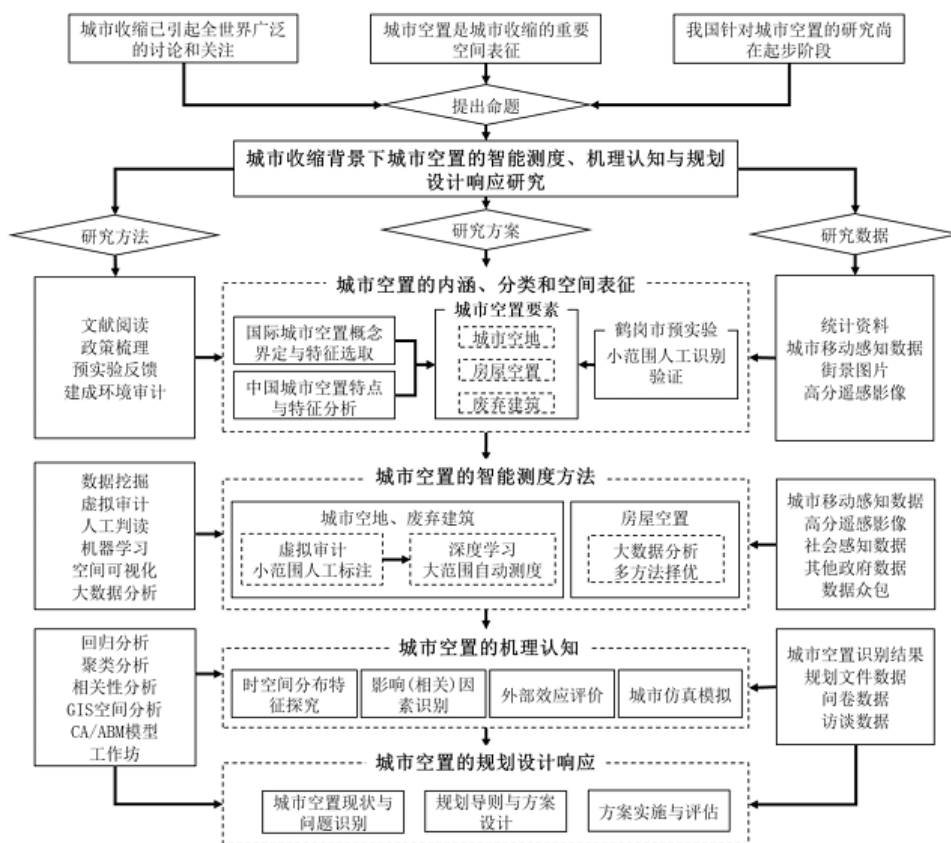 城市收缩已引起全世界广泛
的讨论和关注
城市空置是城市收缩的重要
空间表征
我国针对城市空置的研究尚
在起步阶段
提出命题
城市收缩背景下城市空置的智能测度、机理认知与规划
设计响应研究
研究方法
研究方案
研究数据
文献阅读
政策梳理
预实验反馈
建成环境审计
城市空置的内涵、分类和空间表征
国际城市空置概念
界定与特征选取
中国城市空置特点
与特征分析
城市空置要素
城市空地
房屋空置
废弃建筑
鹤岗市预实验
小范围人工识别
验证
统计资料
城市移动感知数据
街景图片
高分遥感影像
数据挖掘
虚拟审计
人工判读
机器学习
空间可视化
大数据分析
城市空置的智能测度方法
城市空地、废弃建筑
虚拟审计
小范围人工标注
深度学习
大范围自动测度
房屋空置
大数据分析
多方法择优
城市移动感知数据
高分遥感影像
社会感知数据
其他政府数据
数据众包
回归分析
聚类分析
相关性分析
GIS空间分析
CA/ABM模型
工作坊
城市空置的机理认知
时空间分布特
征探究
影响(相关)因
素识别
外部效应评价
城市仿真模拟
城市空置识别结果
规划文件数据
问卷数据
访谈数据
城市空置的规划设计响应
城市空置现状与
问题识别
规划导则与方案
设计
方案实施与评估